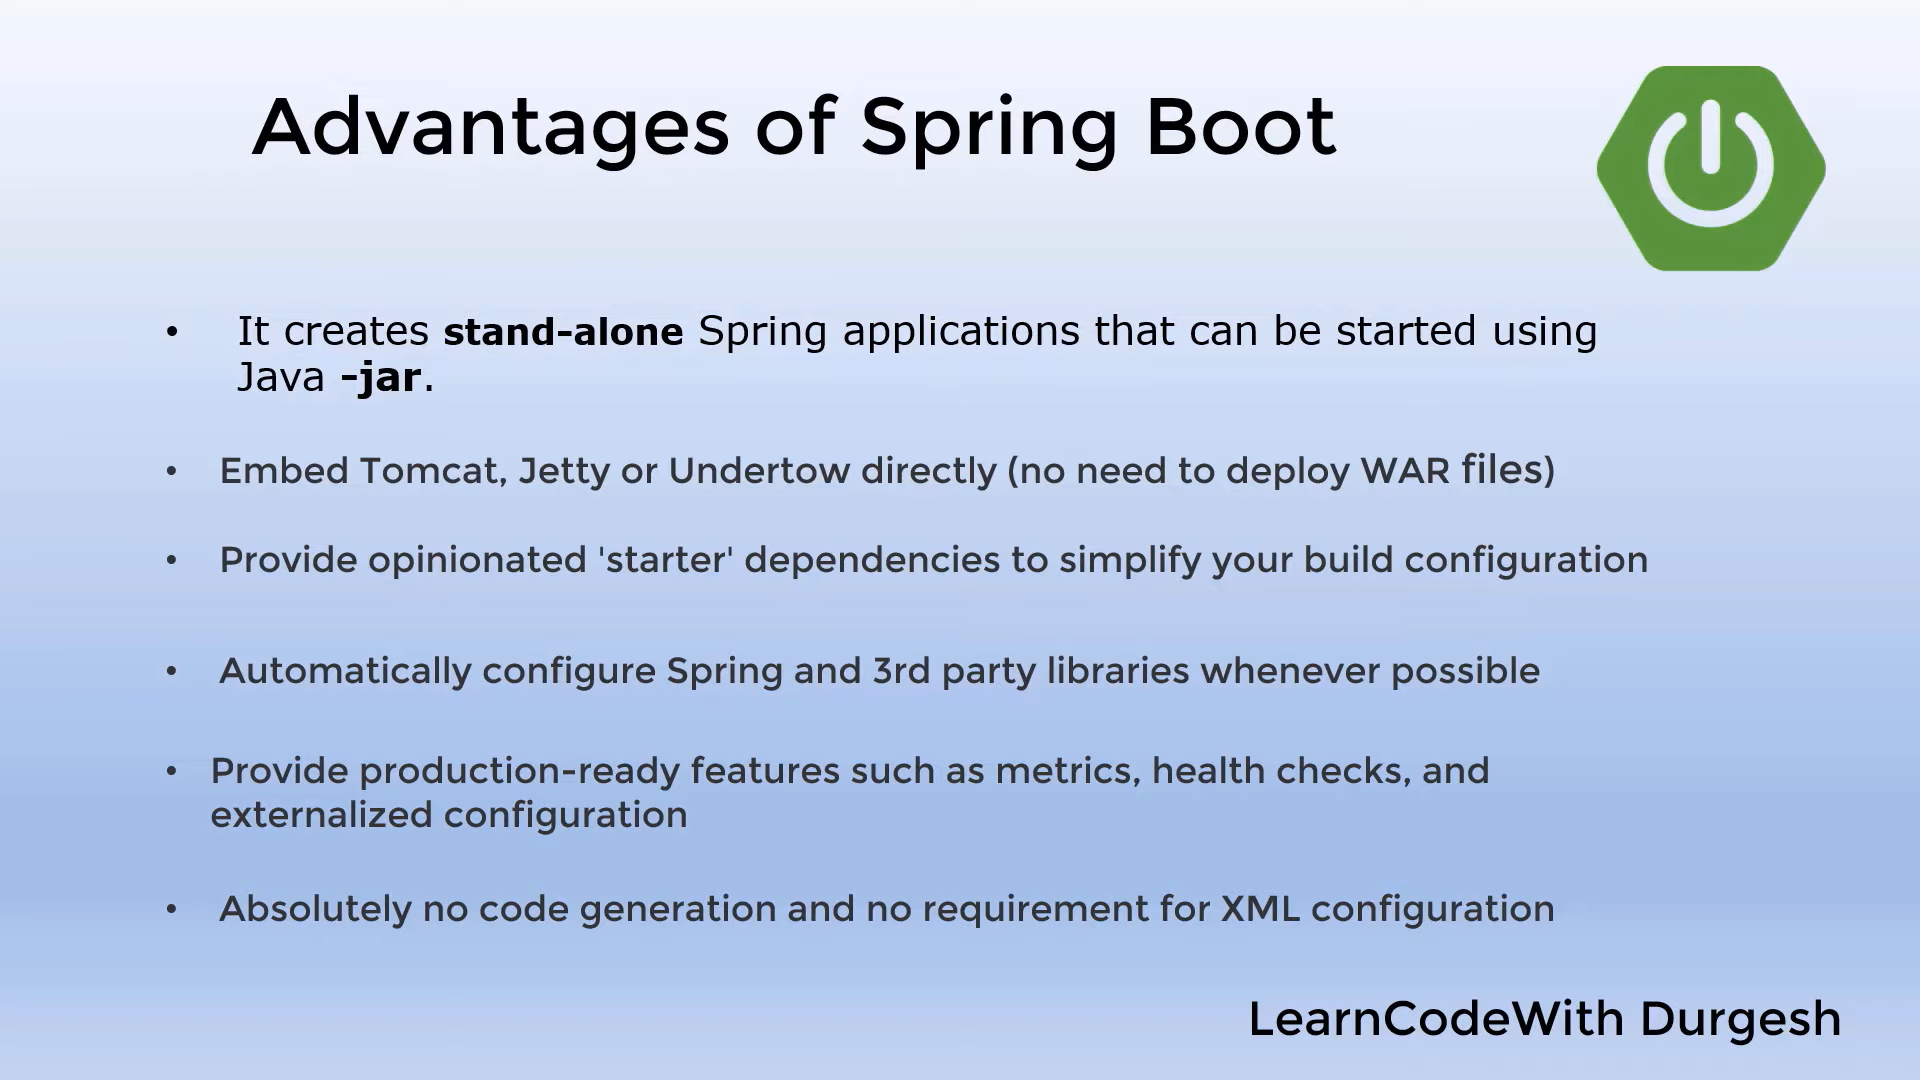 Advantages of Spring Boot
• It creates stand-alone Spring applications that can be started using
Java -jar.
• Embed Tomcat, Jetty or Undertow directly (no need to deploy WAR files)
• Provide opinionated 'starter' dependencies to simplify your build configuration
• Automatically configure Spring and 3rd party libraries whenever possible
• Provide production-ready features such as metrics, health checks, and
externalized configuration
• Absolutely no code generation and no requirement for XML configuration
LearnCodeWith Durgesh